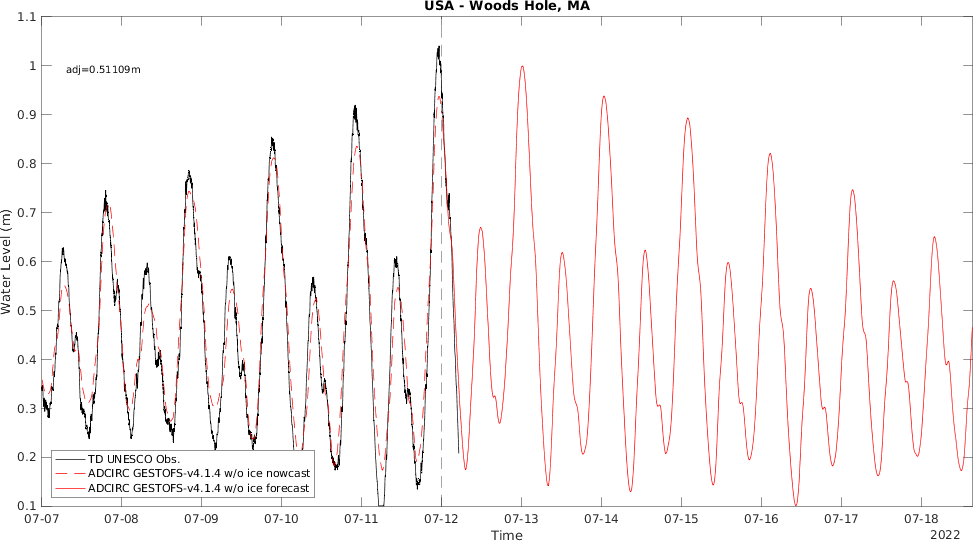 USA - Woods Hole, MA
adj=0.51109m
Water Level (m)
1.1
1
0.9
0.8
0.7
0.6
0.5
0.4
0.3
0.2
0.1
TD UNESCO Obs.
ADCIRC GESTOFS-v4.1.4 w/o ice nowcast
ADCIRC GESTOFS-v4.1.4 w/o ice forecast
07-07 07-08 07-09 07-10 07-11 07-12 07-13 07-14 07-15 07-16 07-17 07-18
Time
2022